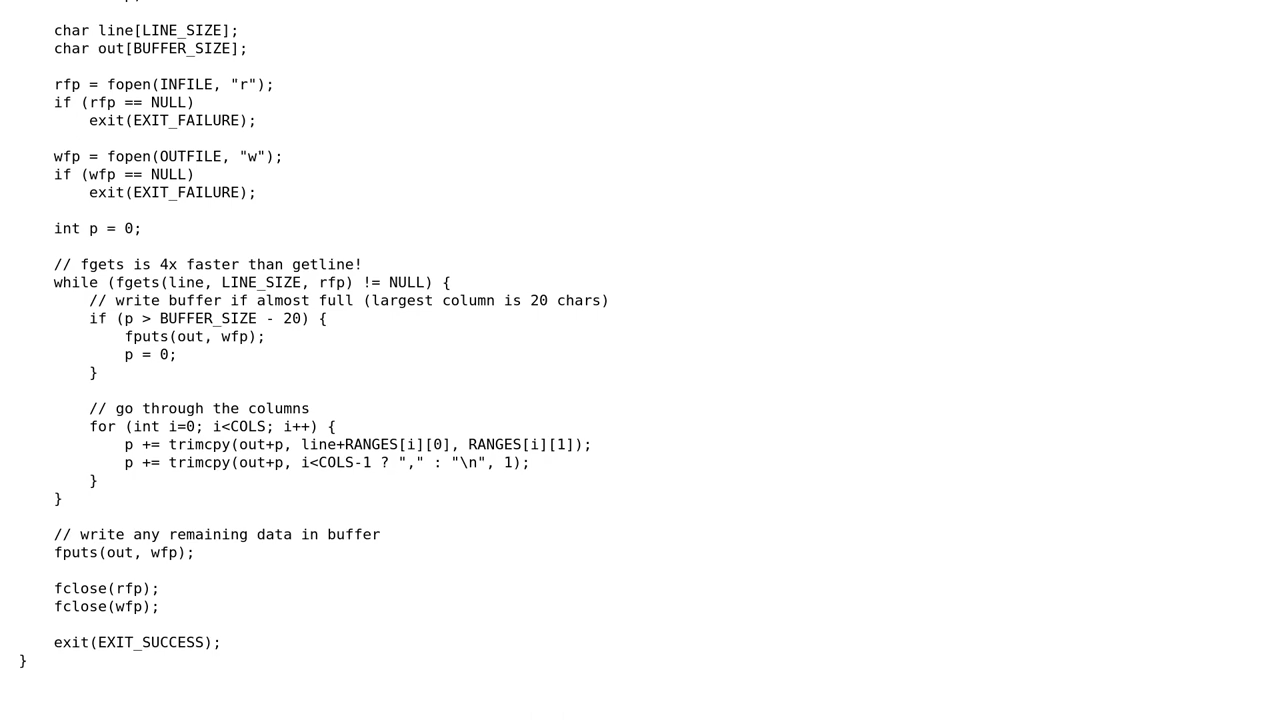 char line[LINE_SIZE];
char out[BUFFER_SIZE];
rfp = fopen(INFILE, "r");
if (rfp == NULL)
exit(EXIT_FAILURE);
wfp = fopen(OUTFILE, "w");
if (wfp == NULL)
exit(EXIT_FAILURE);
int p = 0;
// fgets is 4x faster than getline!
while (fgets(line, LINE_SIZE, rfp) != NULL) {
// write buffer if almost full (largest column is 20 chars)
if (p > BUFFER_SIZE - 20) {
fputs(out, wfp);
p = 0;
}
// go through the columns
for (int i=0; i<COLS; i++) {
p += trimcpy(out+p, line+RANGES[i][0], RANGES[i][1]);
p += trimcpy(out+p, i<COLS-1 ? "," : "\n", 1);
}
}
// write any remaining data in buffer
fputs(out, wfp);
fclose(rfp);
fclose(wfp);
exit(EXIT_SUCCESS);
}